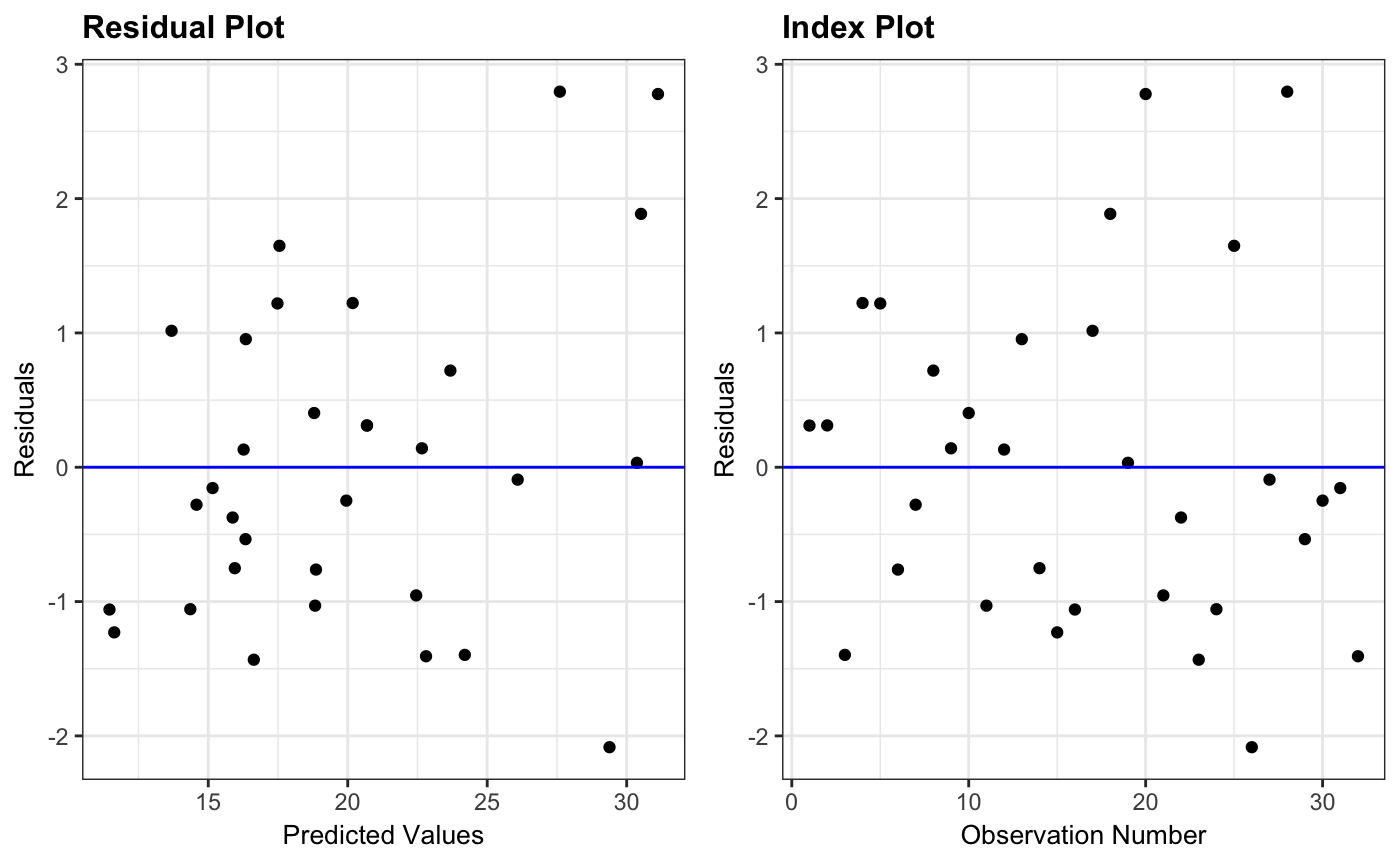 Residual Plot
3
2
1
0
-1
-2
Residuals
15 20 25 30
Predicted Values
Index Plot
3
2
1
0
-1
-2
Residuals
0 10 20 30
Observation Number